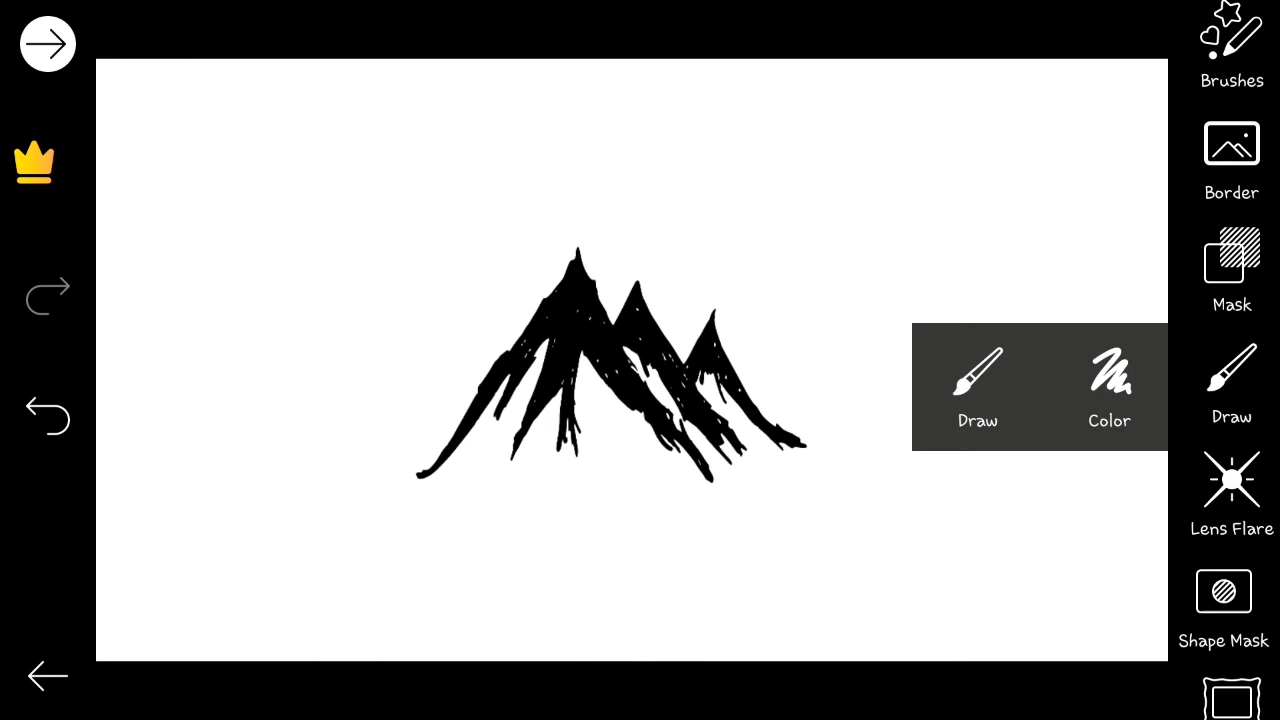 Brushes
Border
Mask
Draw
Color
Draw
Lens Flare
Shape Mask